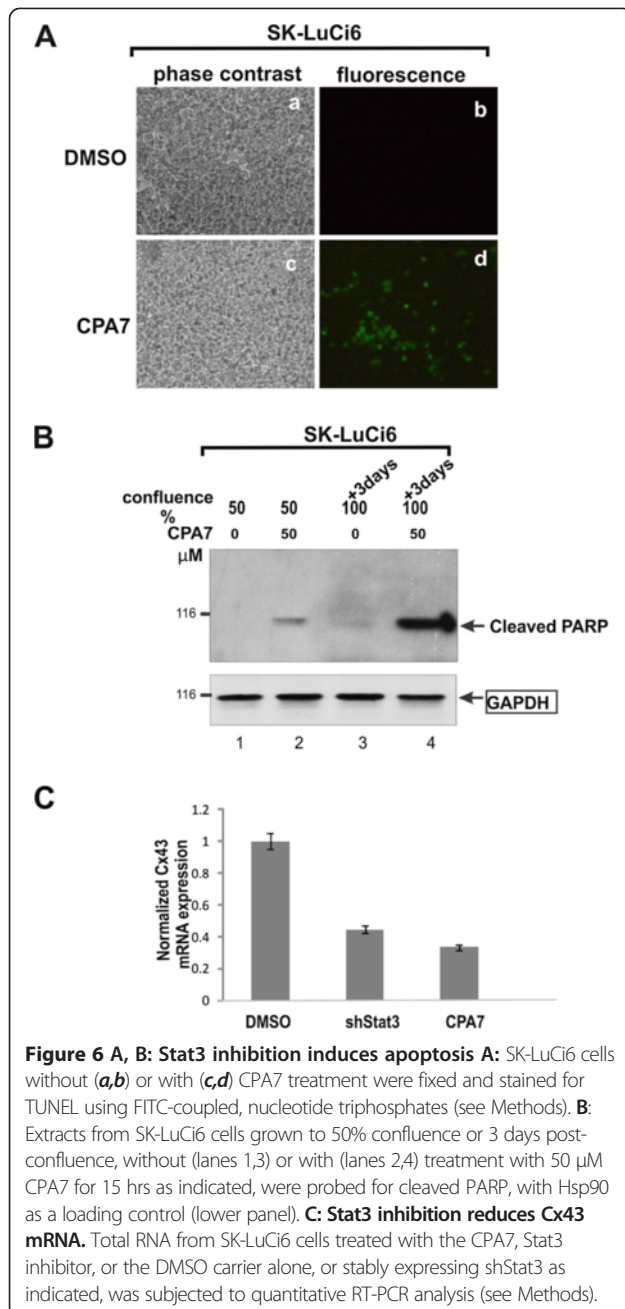 A
SK-LuCi6
phase contrast fluorescence
a b
DMSO
c d
CPA7
B
SK-LuCi6
+3days +3days
confluence 50 50 100 100
%
CPA7 0 50 0 50
µM
116
Cleaved PARP
116
GAPDH
1 2 3 4
C
1.2
1
0.8
0.6
0.4
0.2
0
Normalized Cx43
mRNA expression
DMSO shStat3 CPA7
Figure 6 A, B: Stat3 inhibition induces apoptosis A: SK-LuCi6 cells
without (a,b) or with (c,d) CPA7 treatment were fixed and stained for
TUNEL using FITC-coupled, nucleotide triphosphates (see Methods). B:
Extracts from SK-LuCi6 cells grown to 50% confluence or 3 days post-
confluence, without (lanes 1,3) or with (lanes 2,4) treatment with 50 µM
CPA7 for 15 hrs as indicated, were probed for cleaved PARP, with Hsp90
as a loading control (lower panel). C: Stat3 inhibition reduces Cx43
mRNA. Total RNA from SK-LuCi6 cells treated with the CPA7, Stat3
inhibitor, or the DMSO carrier alone, or stably expressing shStat3 as
indicated, was subjected to quantitative RT-PCR analysis (see Methods).